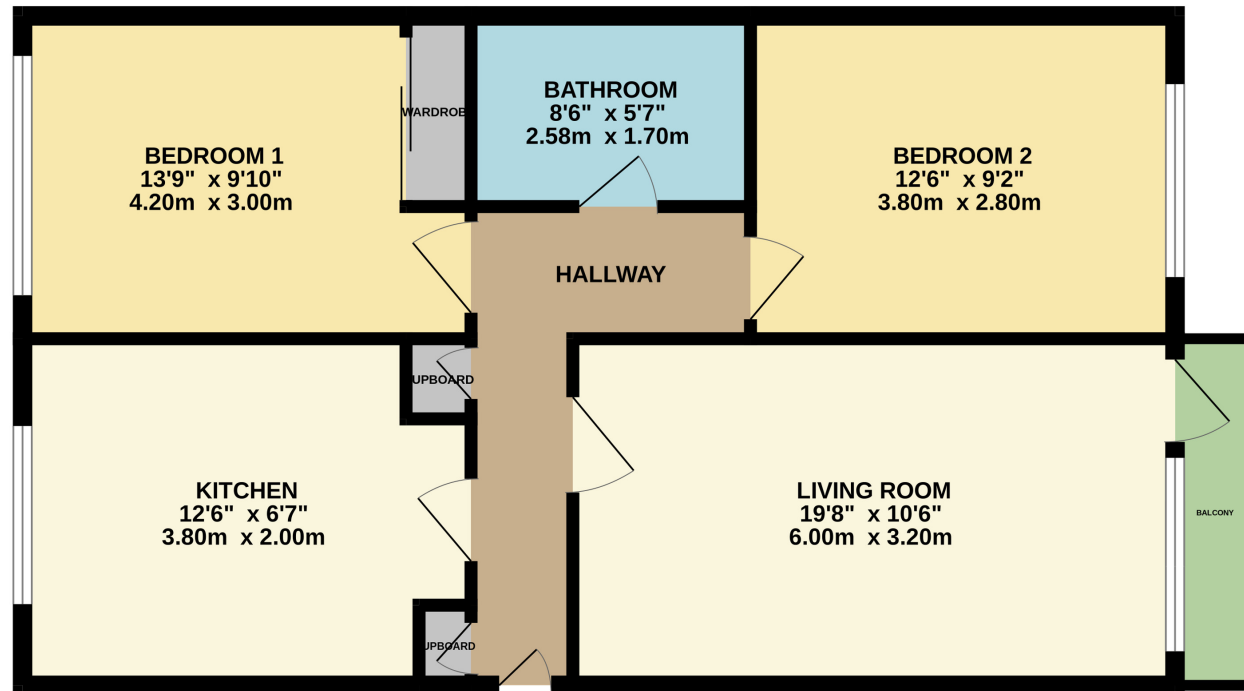 BEDROOM 1
13'9" x 9'10"
4.20m x 3.00m
WARDROB
BATHROOM
8'6" x 5'7"
2.58m x 1.70m
BEDROOM 2
12'6" x 9'2"
3.80m x 2.80m
HALLWAY
UPBOARD
KITCHEN
12'6" x 6'7"
3.80m x 2.00m
LIVING ROOM
19'8" x 10'6"
6.00m x 3.20m
BALCONY
UPBOARD